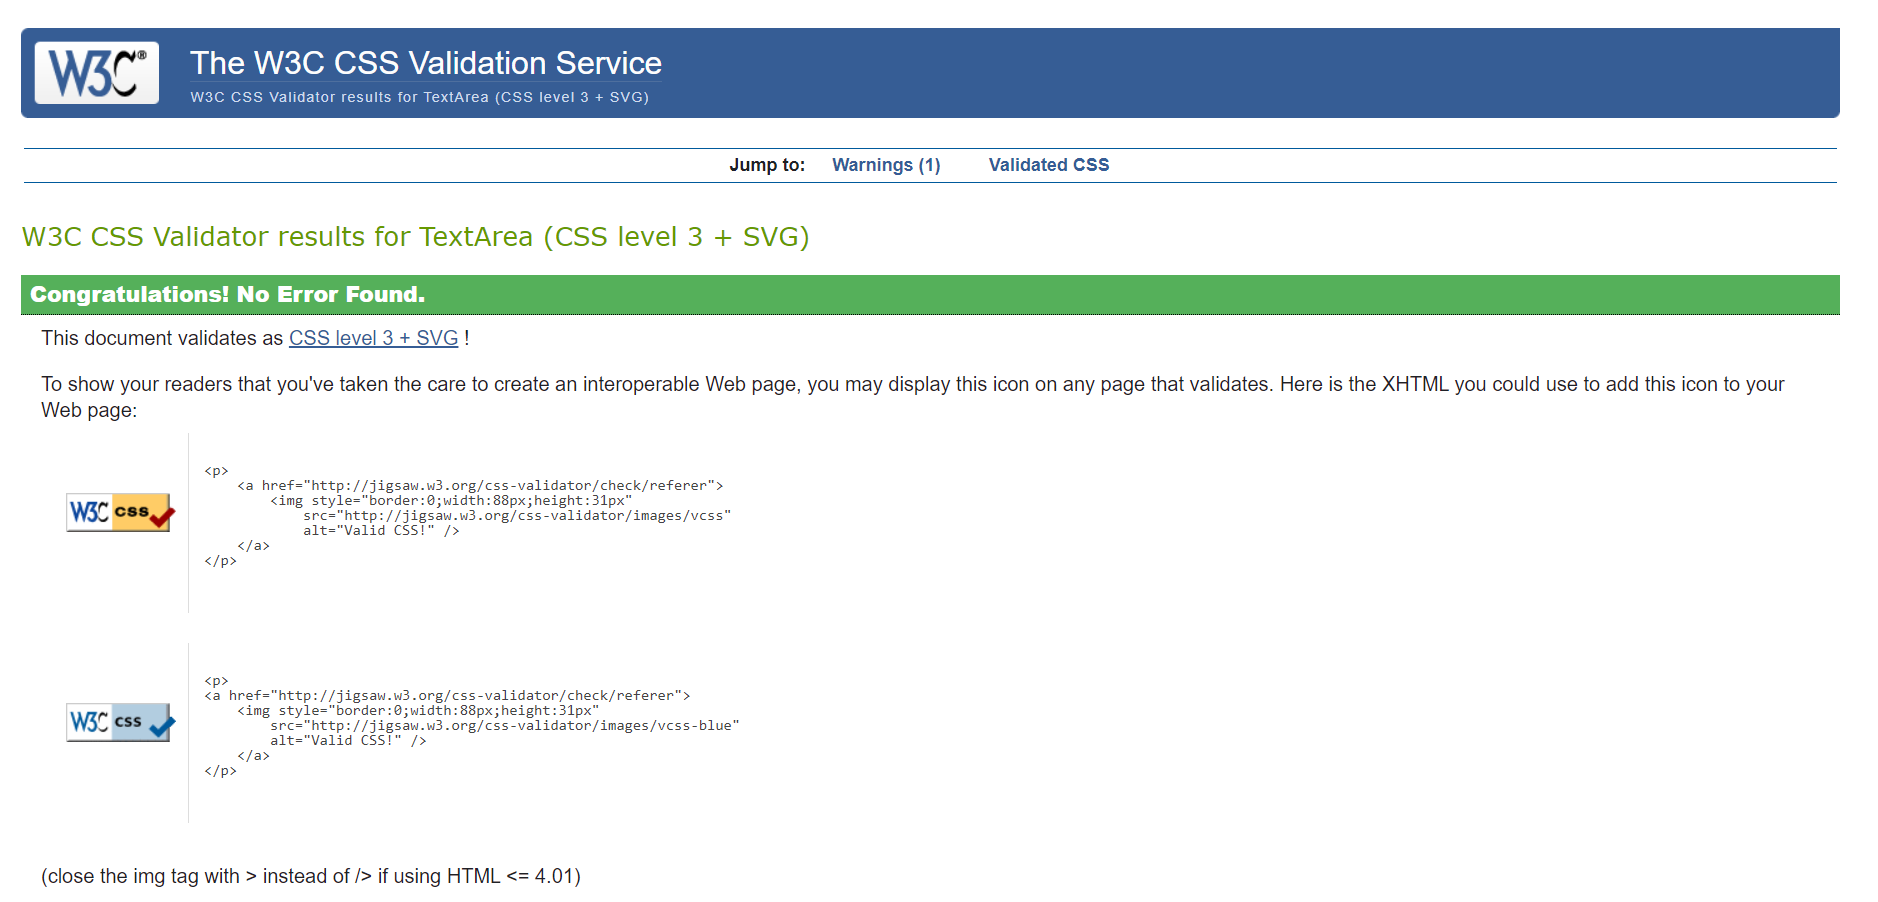 W3C®
The W3C CSS Validation Service
W3C CSS Validator results for TextArea (CSS level 3 + SVG)
Jump to: Warnings (1) Validated CSS
W3C CSS Validator results for TextArea (CSS level 3 + SVG)
Congratulations! No Error Found.
This document validates as CSS level 3 + SVG !
To show your readers that you've taken the care to create an interoperable Web page, you may display this icon on any page that validates. Here is the XHTML you could use to add this icon to your
Web page:
W3C css
<p>
    <a href="http://jigsaw.w3.org/css-validator/check/referer">
        <img style="border:0;width:88px;height:31px"
            src="http://jigsaw.w3.org/css-validator/images/vcss"
            alt="Valid CSS!" />
    </a>
</p>
W3C css
<p>
<a href="http://jigsaw.w3.org/css-validator/check/referer">
    <img style="border:0;width:88px;height:31px"
        src="http://jigsaw.w3.org/css-validator/images/vcss-blue"
        alt="Valid CSS!" />
    </a>
</p>
(close the img tag with > instead of /> if using HTML <= 4.01)